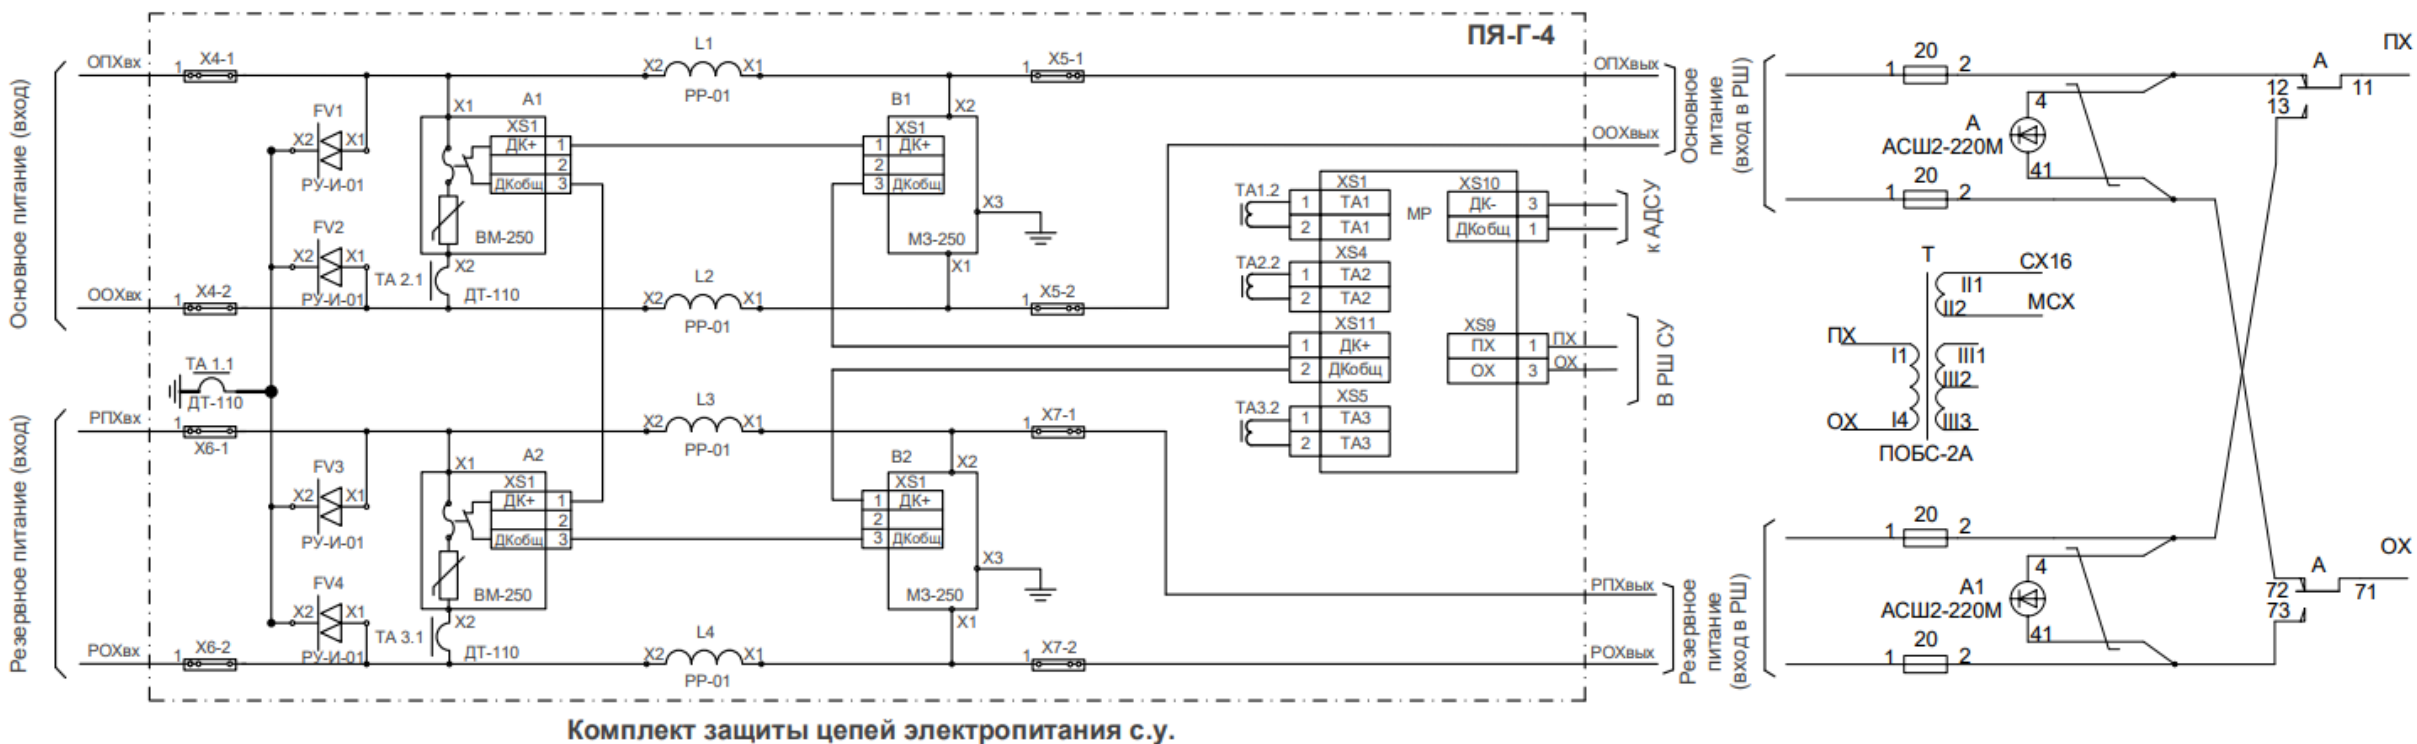 ПЯ-Г-4
Основное питание (вход)
ОПХвх
1
X4-1
FV1
X2
X1
РУ-И-01
FV2
X2
X1
РУ-И-01
ООХвх
1
X4-2
X1
A1
XS1
ДК+
1
2
ДКобщ
3
ВМ-250
X2
ТА 2.1
ДТ-110
L1
X2
X1
РР-01
L2
X2
X1
РР-01
B1
X2
XS1
1
ДК+
2
3
ДКобщ
X3
МЗ-250
X1
X5-1
1
X5-2
1
ОПХвых
ООХвых
Основное
питание
(вход в РШ)
ТА 1.1
ДТ-110
Резервное питание (вход)
РПХвх
1
X6-1
FV3
X2
X1
РУ-И-01
FV4
X2
X1
РУ-И-01
РОХвх
1
X6-2
X1
A2
XS1
ДК+
1
2
ДКобщ
3
ВМ-250
X2
ТА 3.1
ДТ-110
L3
X2
X1
РР-01
L4
X2
X1
РР-01
B2
X2
XS1
1
ДК+
2
3
ДКобщ
X3
МЗ-250
X1
X7-1
1
X7-2
1
РПХвых
РОХвых
Резервное
питание
(вход в РШ)
МР
ТА1.2
XS1
1
ТА1
2
ТА1
ТА2.2
XS4
1
ТА2
2
ТА2
XS11
1
ДК+
2
ДКобщ
ТА3.2
XS5
1
ТА3
2
ТА3
XS10
ДК-
3
ДКобщ
1
к АДСУ
XS9
ПХ
1
ПХ
ОХ
3
ОХ
В РШ СУ
20
1
2
20
1
2
4
А
АСШ2-220М
41
А
12
13
11
ПХ
Т
СХ16
II1
II2
МСХ
ПХ
I1
ОХ
I4
III1
III2
III3
ПОБС-2А
20
1
2
20
1
2
4
А1
АСШ2-220М
41
А
72
73
71
ОХ
Комплект защиты цепей электропитания с.у.